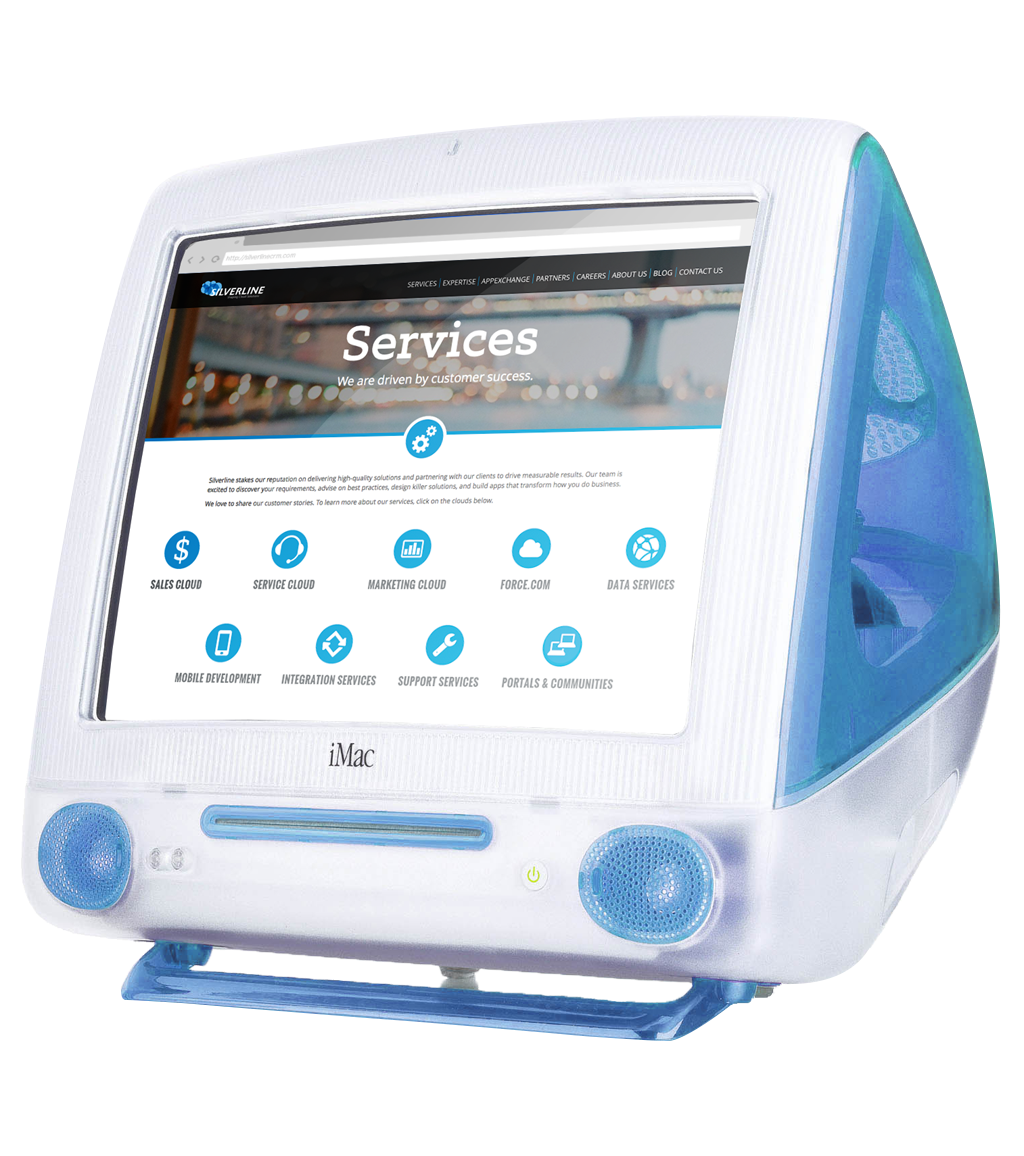 http://silverlinecrm.com
SILVERLINE
SERVICES EXPERTISE APPEXCHANGE PARTNERS CAREERS ABOUT US BLOG CONTACT US
Services
We are driven by customer success.
Silverline stakes our reputation on delivering high-quality solutions and partnering with our clients to drive measurable results. Our team is
excited to discover your requirements, advise on best practices, design killer solutions, and build apps that transform how you do business.
We love to share our customer stories. To learn more about our services, click on the clouds below.
$
SALES CLOUD SERVICE CLOUD MARKETING CLOUD FORCE.COM DATA SERVICES
MOBILE DEVELOPMENT INTEGRATION SERVICES SUPPORT SERVICES PORTALS & COMMUNITIES
iMac